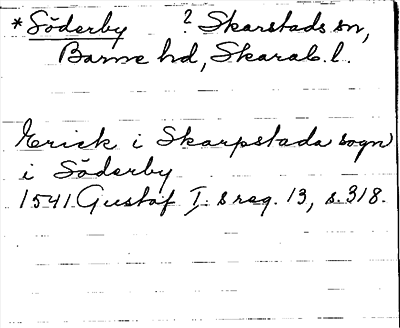 *Söderby ? Skarstads sn,
Barne hd, Skarab. l.
Erick i Skarpstada sogn
i Söderby
1541 Gustaf I:s reg. 13, s. 318.